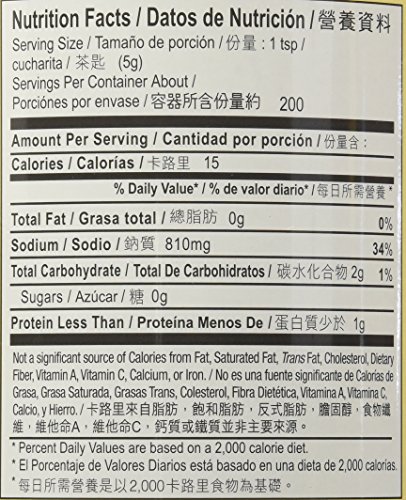 Nutrition Facts / Datos de Nutrición / 營養資料
Serving Size / Tamaño de porción / 份量 : 1 tsp /
cucharita / 茶匙 (5g)
Servings Per Container About /
Porciónes por envase / 容器所含份量約 200
Amount Per Serving / Cantidad por porción / 份量含 :
Calories / Calorías / 卡路里 15
% Daily Value* / % de valor diario* / 每日所需營養 *
Total Fat / Grasa total / 總脂肪 0g 0%
Sodium / Sodio / 鈉質 810mg 34%
Total Carbohydrate / Total De Carbohidratos / 碳水化合物 2g 1%
Sugars / Azúcar / 糖 0g
Protein Less Than / Proteína Menos De / 蛋白質少於 1g
Not a significant source of Calories from Fat, Saturated Fat, Trans Fat, Cholesterol, Dietary
Fiber, Vitamin A, Vitamin C, Calcium, or Iron. / No es una fuente significante de Calorías de
Grasa, Grasa Saturada, Grasas Trans, Colesterol, Fibra Dietética, Vitamina A, Vitamina C,
Calcio, y Hierro. / 卡路里來自脂肪，飽和脂肪，反式脂肪，膽固醇，食物纖
維，維他命A，維他命C，鈣質或鐵質並非主要來源。
* Percent Daily Values are based on a 2,000 calorie diet.
* El Porcentaje de Valores Diarios está basado en una dieta de 2,000 calorías.
* 每日所需營養是以2,000卡路里食物為基礎。